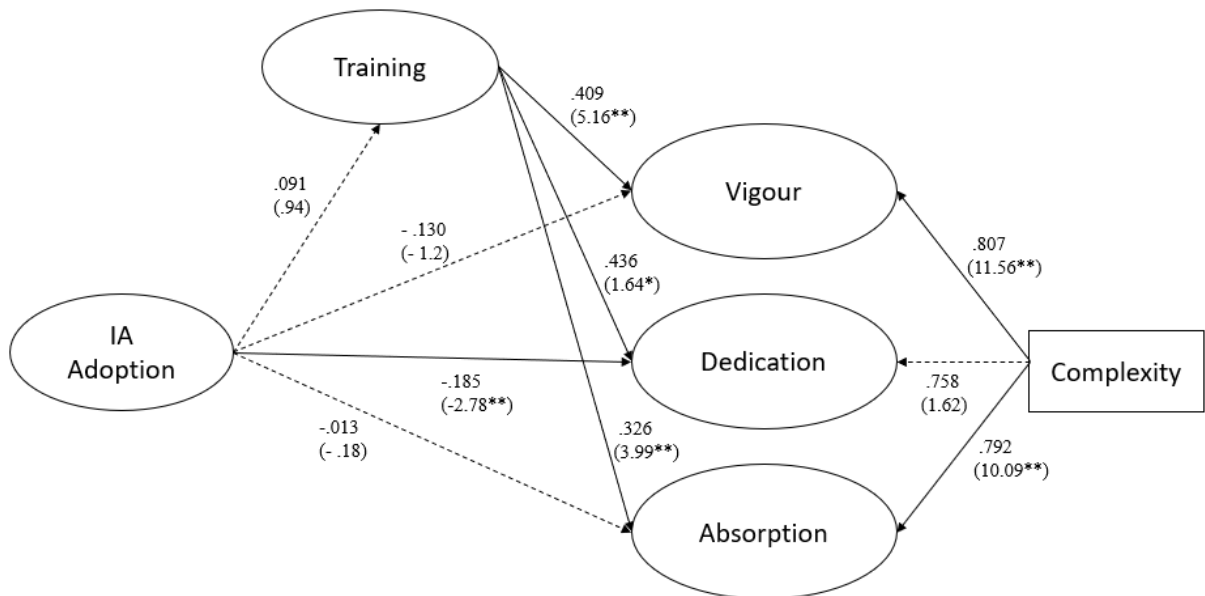 Training
.409
(5.16**)
Vigour
.091
(.94)
- .130
(- 1.2)
.436
(1.64*)
.807
(11.56**)
IA
Adoption
Dedication
Complexity
-.185
(-2.78**)
.758
(1.62)
-.013
(- .18)
.326
(3.99**)
.792
(10.09**)
Absorption